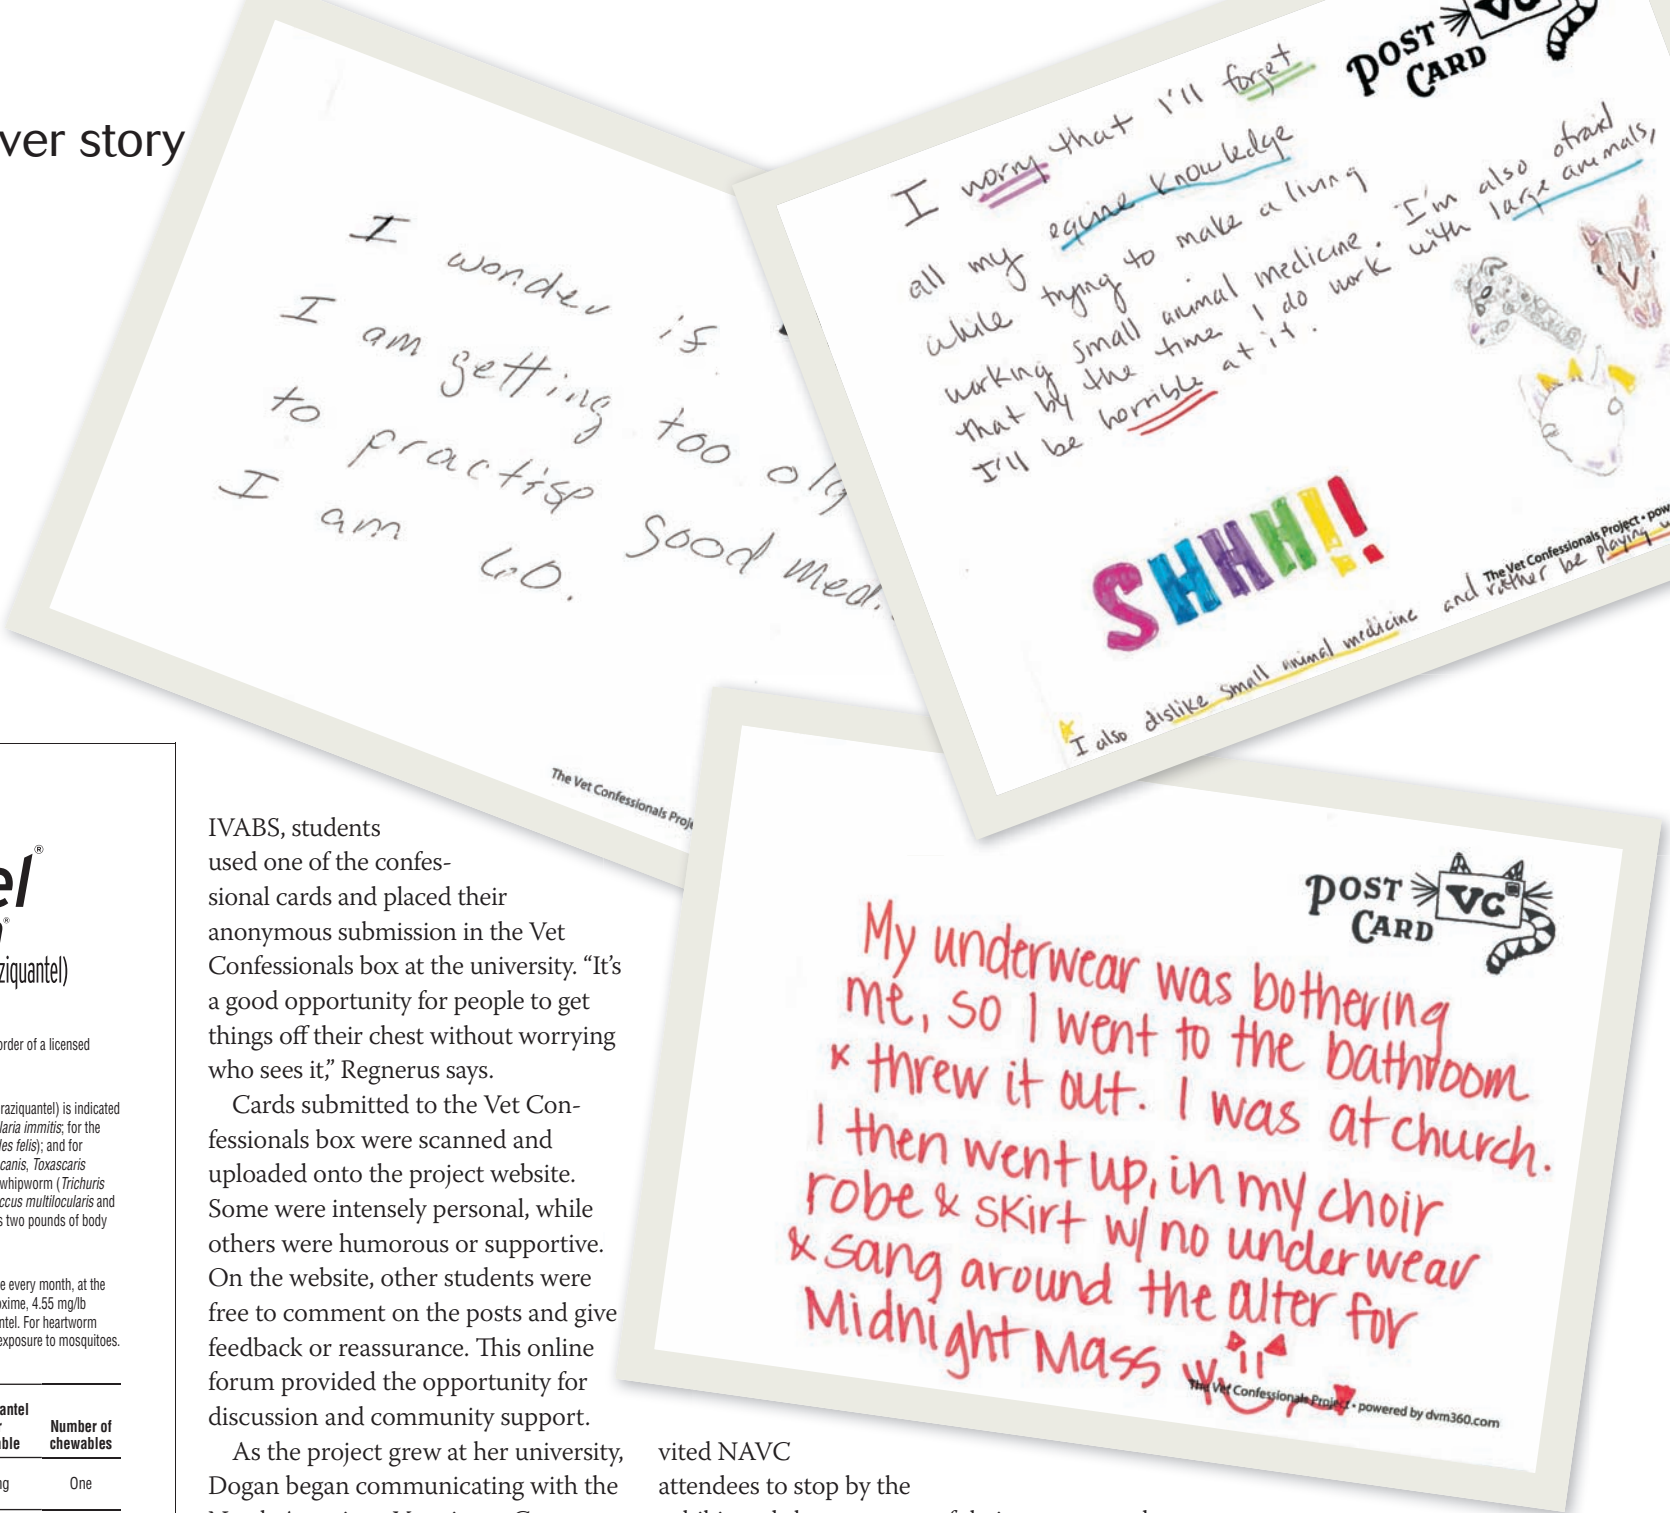 ver story
I wonder if
I am getting too old
to practise good med.
I am 60.
The Vet Confessionals Proje
POST VC
CARD
I worry that I'll forget
all my equine knowledge
while trying to make a living
working small animal medicine. I'm also afraid
that by the time I do work with large animals,
I'll be horrible at it.
SHHH!!
The Vet Confessionals Project • pow
I also dislike small animal medicine and rather be playing w
POST VC
CARD
My underwear was bothering
me, so I went to the bathroom
& threw it out. I was at church.
I then went up, in my choir
robe & skirt w/ no underwear
& sang around the alter for
Midnight Mass
The Vet Confessionals Project • powered by dvm360.com
el®
®
ziquantel)
order of a licensed
raziquantel) is indicated
laria immitis; for the
des felis); and for
canis, Toxascaris
whipworm (Trichuris
ccus multilocularis and
s two pounds of body
e every month, at the
oxime, 4.55 mg/lb
ntel. For heartworm
exposure to mosquitoes.
antel
Number of
chewables
One
IVABS, students
used one of the confes-
sional cards and placed their
anonymous submission in the Vet
Confessionals box at the university. “It’s
a good opportunity for people to get
things off their chest without worrying
who sees it,” Regnerus says.
Cards submitted to the Vet Con-
fessionals box were scanned and
uploaded onto the project website.
Some were intensely personal, while
others were humorous or supportive.
On the website, other students were
free to comment on the posts and give
feedback or reassurance. This online
forum provided the opportunity for
discussion and community support.
As the project grew at her university,
Dogan began communicating with the
vited NAVC
attendees to stop by the